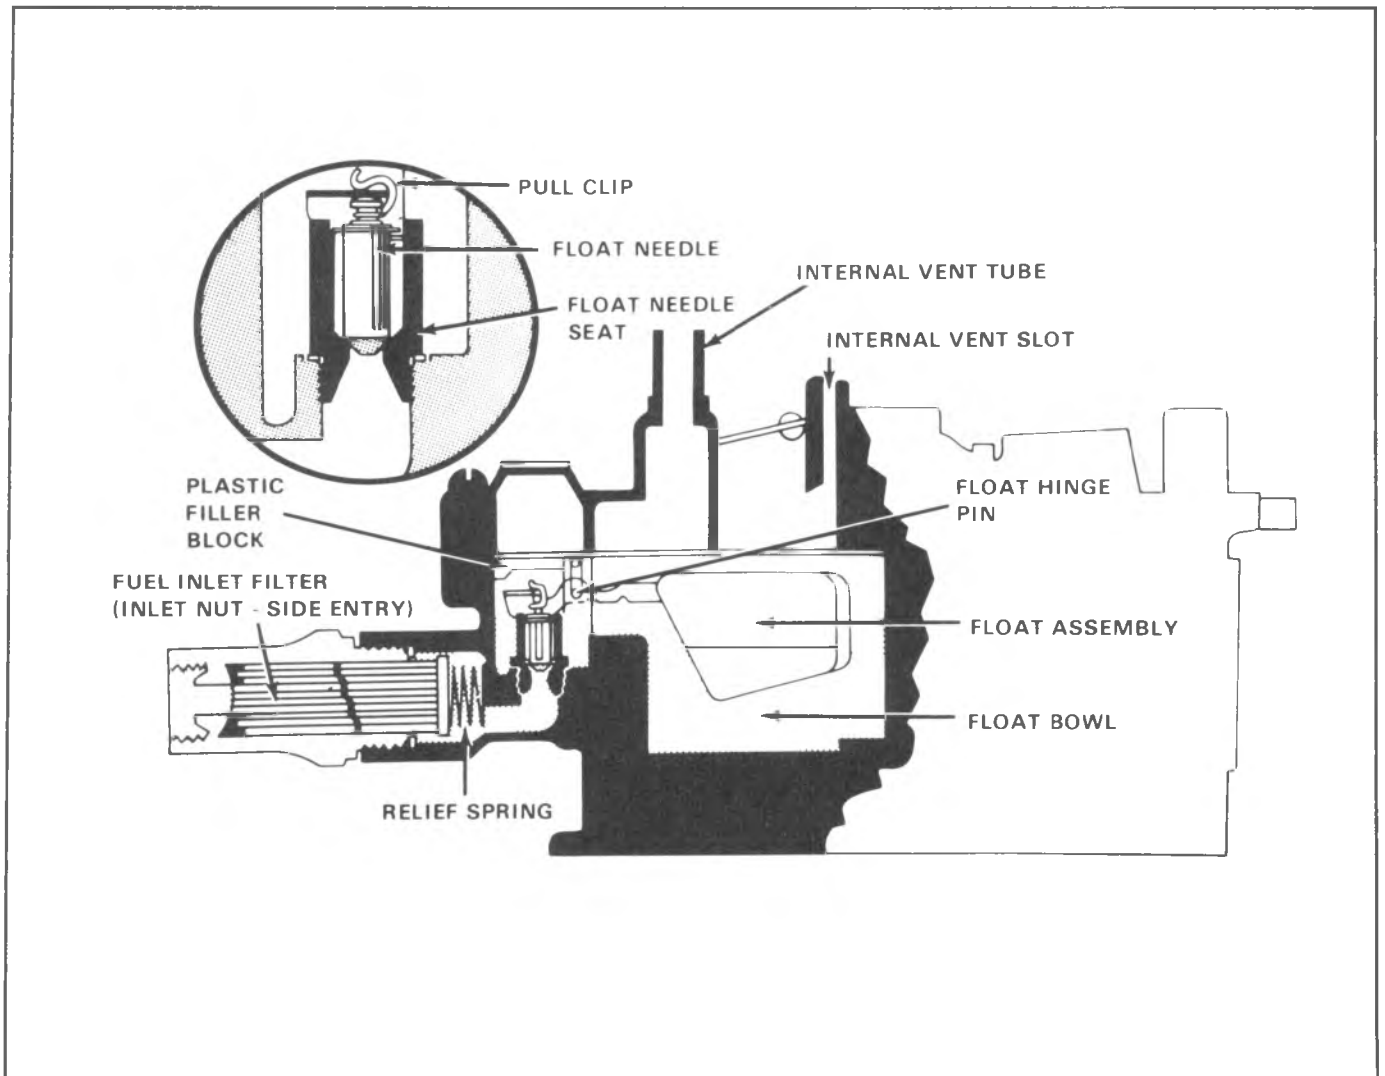 PULL CLIP
FLOAT NEEDLE
FLOAT NEEDLE
SEAT
INTERNAL VENT TUBE
INTERNAL VENT SLOT
PLASTIC
FILLER
BLOCK
FLOAT HINGE
PIN
FUEL INLET FILTER
(INLET NUT - SIDE ENTRY)
FLOAT ASSEMBLY
FLOAT BOWL
RELIEF SPRING